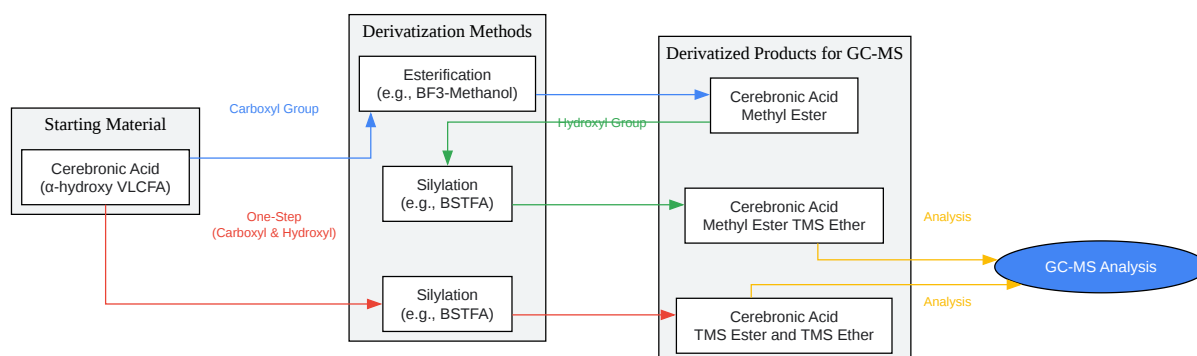 Derivatization Methods
Derivatized Products for GC-MS
Esterification
(e.g., BF3-Methanol)
Cerebronic Acid
Methyl Ester
Carboxyl Group
Hydroxyl Group
Starting Material
Cerebronic Acid
(α-hydroxy VLCFA)
Silylation
(e.g., BSTFA)
Cerebronic Acid
Methyl Ester TMS Ether
One-Step
(Carboxyl & Hydroxyl)
Analysis
GC-MS Analysis
Silylation
(e.g., BSTFA)
Cerebronic Acid
TMS Ester and TMS Ether
Analysis